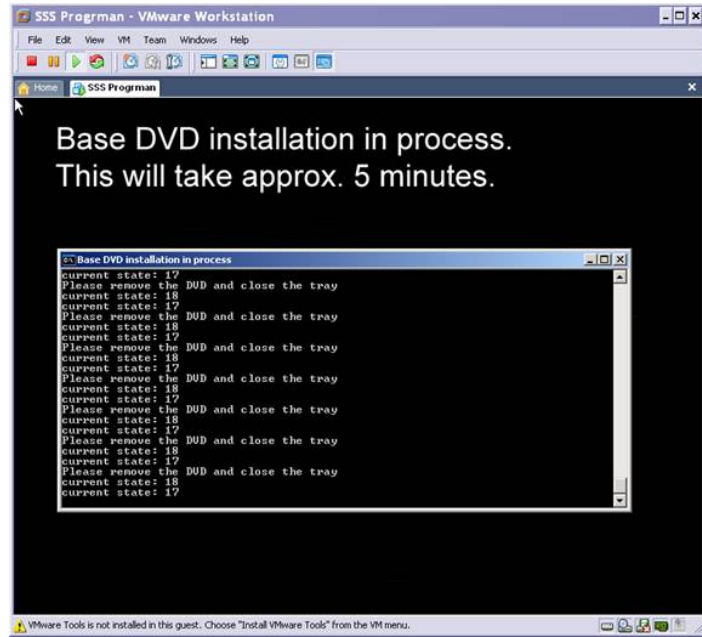 SSS Progrman - VMware Workstation
File Edit View VM Team Windows Help
Home SSS Progrman
Base DVD installation in process.
This will take approx. 5 minutes.
Base DVD installation in process
current state: 17
Please remove the DVD and close the tray
current state: 18
current state: 17
Please remove the DVD and close the tray
current state: 18
current state: 17
Please remove the DVD and close the tray
current state: 18
current state: 17
Please remove the DVD and close the tray
current state: 18
current state: 17
Please remove the DVD and close the tray
current state: 18
current state: 17
Please remove the DVD and close the tray
current state: 18
current state: 17
Please remove the DVD and close the tray
current state: 18
current state: 17
VMware Tools is not installed in this guest. Choose "Install VMware Tools" from the VM menu.